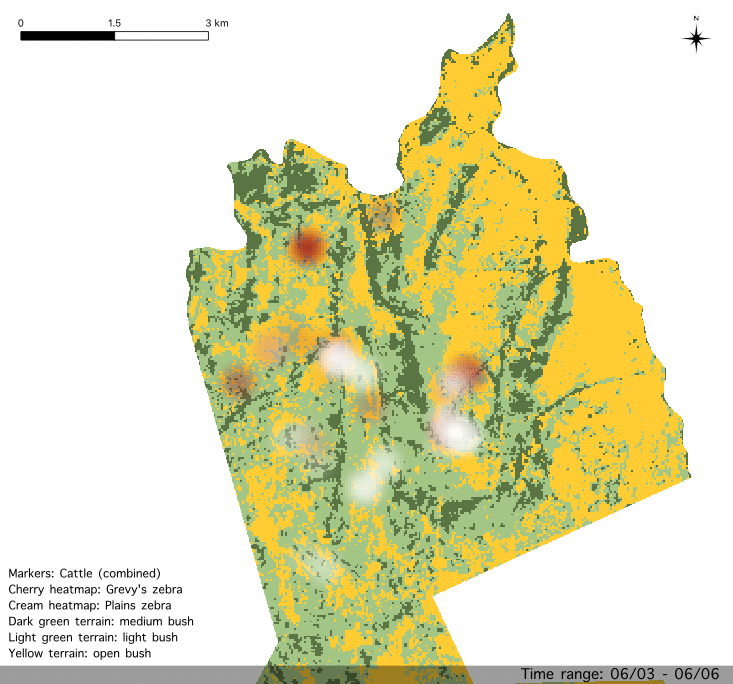 0 1.5 3 km
N
Markers: Cattle (combined)
Cherry heatmap: Grevy's zebra
Cream heatmap: Plains zebra
Dark green terrain: medium bush
Light green terrain: light bush
Yellow terrain: open bush
Time range: 06/03 - 06/06